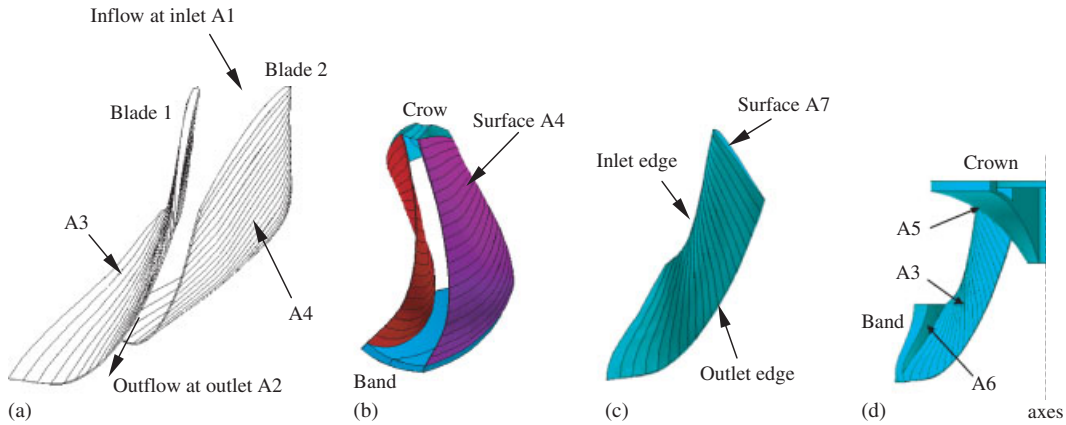 Inflow at inlet A1
Blade 2
Blade 1
A3
A4
Outflow at outlet A2
(a)
Crow
Surface A4
Band
(b)
Surface A7
Inlet edge
Outlet edge
(c)
Crown
A5
A3
Band
A6
(d)
axes